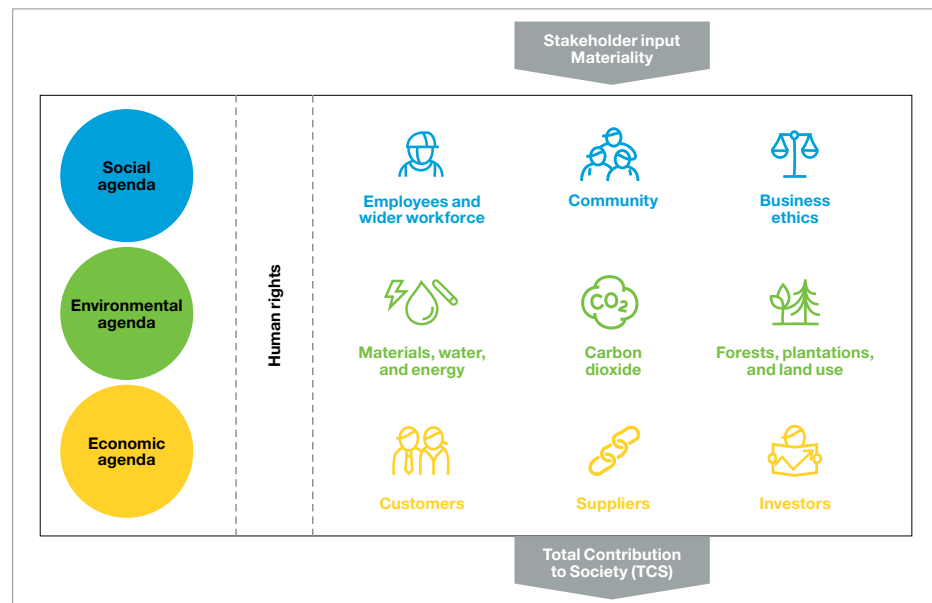 Stakeholder input
Materiality
Social
agenda
Employees and
wider workforce
Community
Business
ethics
Human rights
Environmental
agenda
CO2
Materials, water,
and energy
Carbon
dioxide
Forests, plantations,
and land use
Economic
agenda
Customers
Suppliers
Investors
Total Contribution
to Society (TCS)